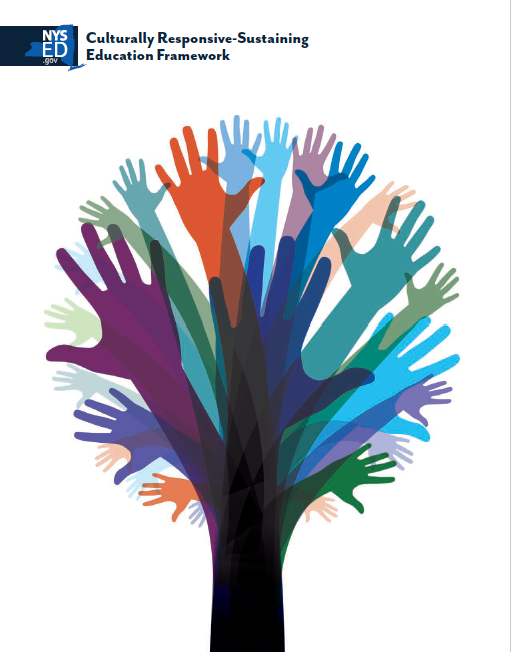 NYS
ED
.gov
Culturally Responsive-Sustaining
Education Framework